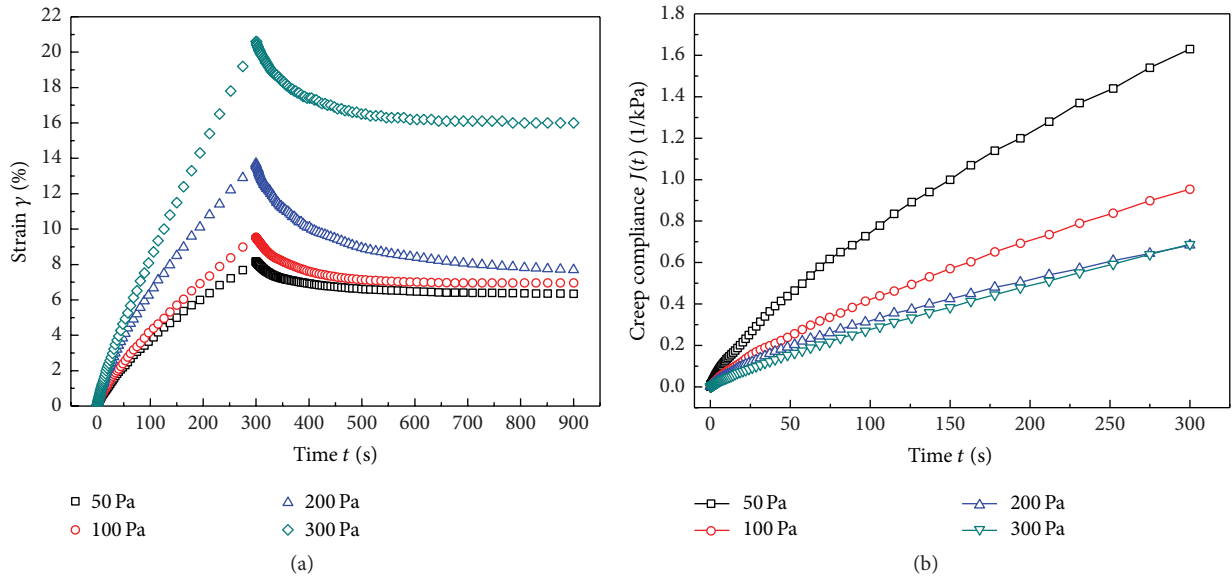 22
20
18
16
14
12
10
8
6
4
2
0
Strain γ (%)
0 100 200 300 400 500 600 700 800 900
Time t (s)
50 Pa
100 Pa
200 Pa
300 Pa
(a)
1.8
1.6
1.4
1.2
1.0
0.8
0.6
0.4
0.2
0.0
Creep compliance J(t) (1/kPa)
0 50 100 150 200 250 300
Time t (s)
50 Pa
100 Pa
200 Pa
300 Pa
(b)